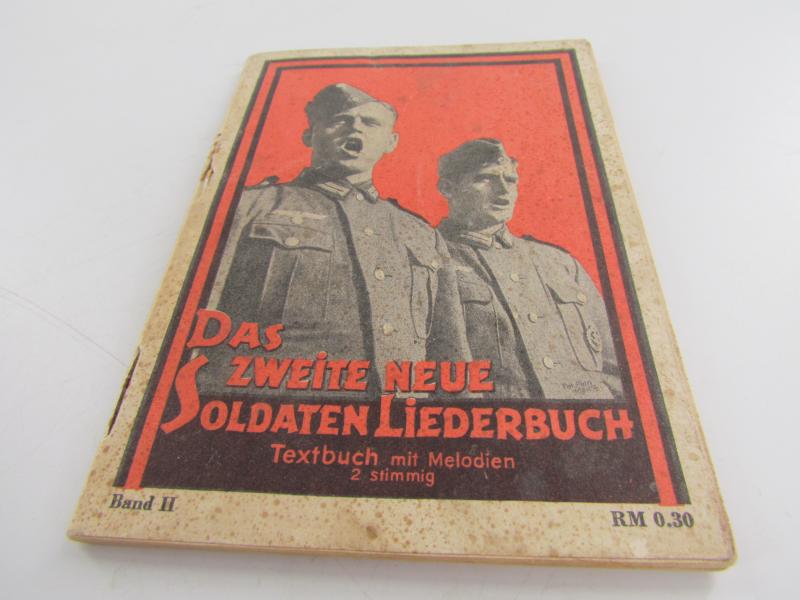 DAS
ZWEITE NEUE
SOLDATEN LIEDERBUCH
Textbuch mit Melodien
2 stimmig
Band II
RM 0.30